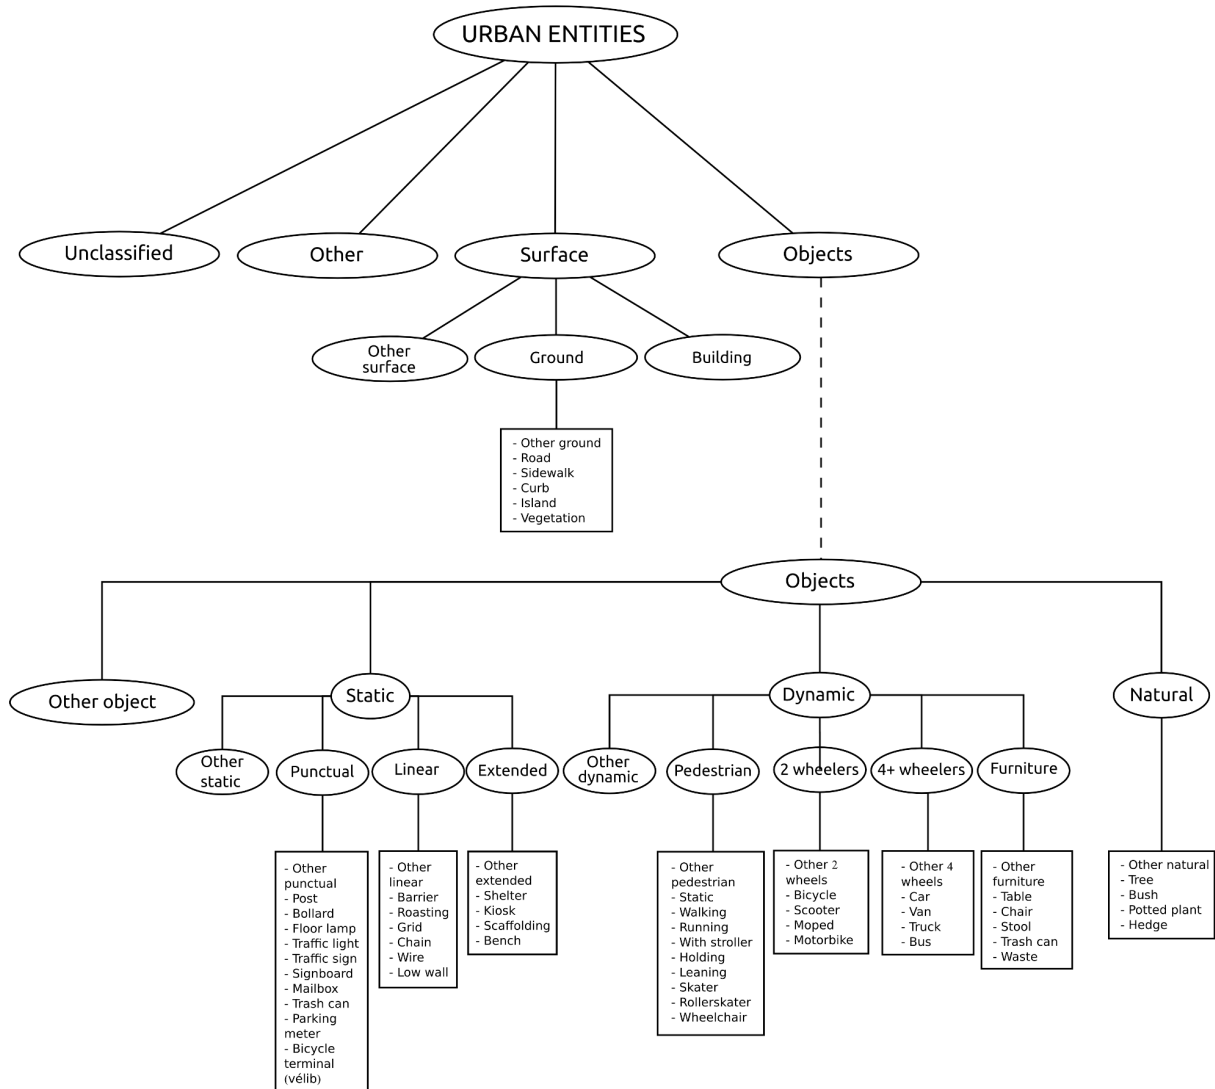 URBAN ENTITIES
Unclassified
Other
Surface
Objects
Other
surface
Ground
Building
- Other ground
- Road
- Sidewalk
- Curb
- Island
- Vegetation
Objects
Other object
Static
Dynamic
Natural
Other
static
Punctual
Linear
Extended
Other
dynamic
Pedestrian
2 wheelers
4+ wheelers
Furniture
- Other
punctual
- Post
- Bollard
- Floor lamp
- Traffic light
- Traffic sign
- Signboard
- Mailbox
- Trash can
- Parking
meter
- Bicycle
terminal
(vélib)
- Other
linear
- Barrier
- Roasting
- Grid
- Chain
- Wire
- Low wall
- Other
extended
- Shelter
- Kiosk
- Scaffolding
- Bench
- Other
pedestrian
- Static
- Walking
- Running
- With stroller
- Holding
- Leaning
- Skater
- Rollerskater
- Wheelchair
- Other 2
wheels
- Bicycle
- Scooter
- Moped
- Motorbike
- Other 4
wheels
- Car
- Van
- Truck
- Bus
- Other
furniture
- Table
- Chair
- Stool
- Trash can
- Waste
- Other natural
- Tree
- Bush
- Potted plant
- Hedge